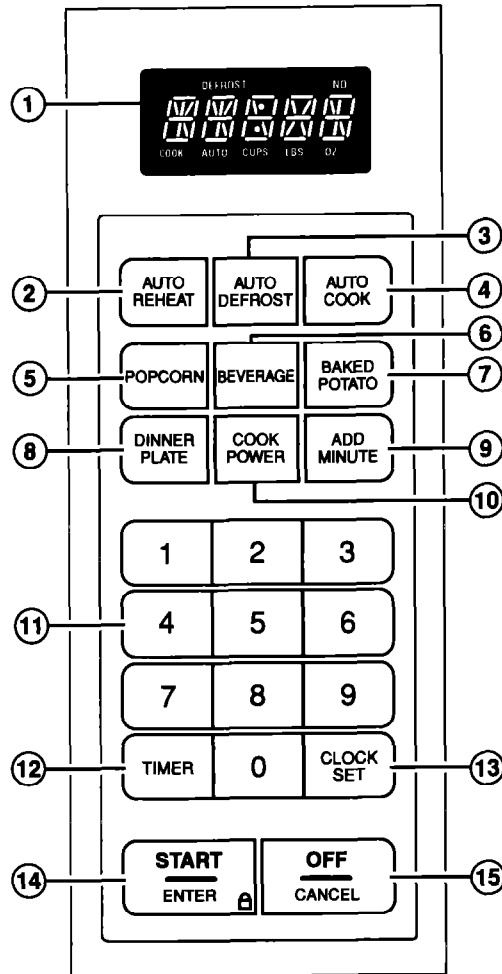 DEFROST NO
1
COOK AUTO CUPS LBS OZ
3
2
AUTO REHEAT
AUTO DEFROST
AUTO COOK
4
6
5
POPCORN
BEVERAGE
BAKED POTATO
7
8
DINNER PLATE
COOK POWER
ADD MINUTE
9
10
1 2 3
11
4 5 6
7 8 9
12
TIMER
0
CLOCK SET
13
14
START
ENTER
OFF
CANCEL
15